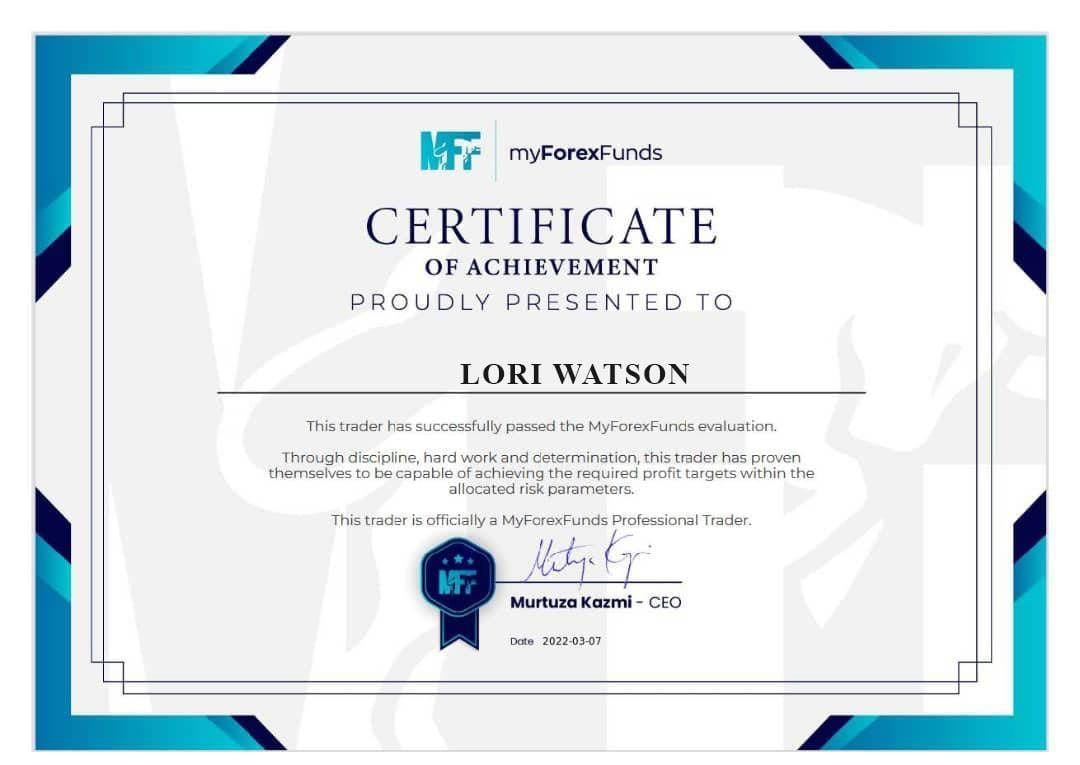 MFF myForexFunds
CERTIFICATE
OF ACHIEVEMENT
PROUDLY PRESENTED TO
LORI WATSON
This trader has successfully passed the MyForexFunds evaluation.
Through discipline, hard work and determination, this trader has proven
themselves to be capable of achieving the required profit targets within the
allocated risk parameters.
This trader is officially a MyForexFunds Professional Trader.
MFF
Murtuza Kazmi - CEO
Date 2022-03-07